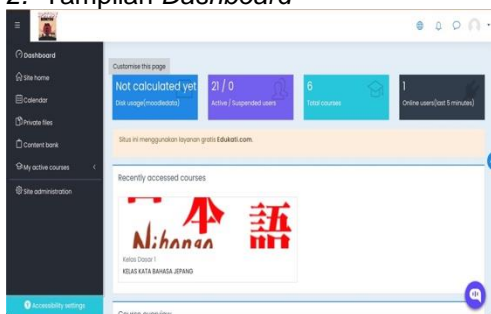 2. Tampilan Dashboard
Dashboard
Site home
Calendar
Private files
Content bank
My active courses
Site administration
Accessibility settings
Customise this page
Not calculated yet
Disk usage(moodledata)
21 / 0
Active / Suspended users
6
Total courses
1
Online users(last 5 minutes)
Situs ini menggunakan layanan gratis Edukati.com.
Recently accessed courses
日本語
Nihongo
Kelas Dasar 1
KELAS KATA BAHASA JEPANG
Course overview